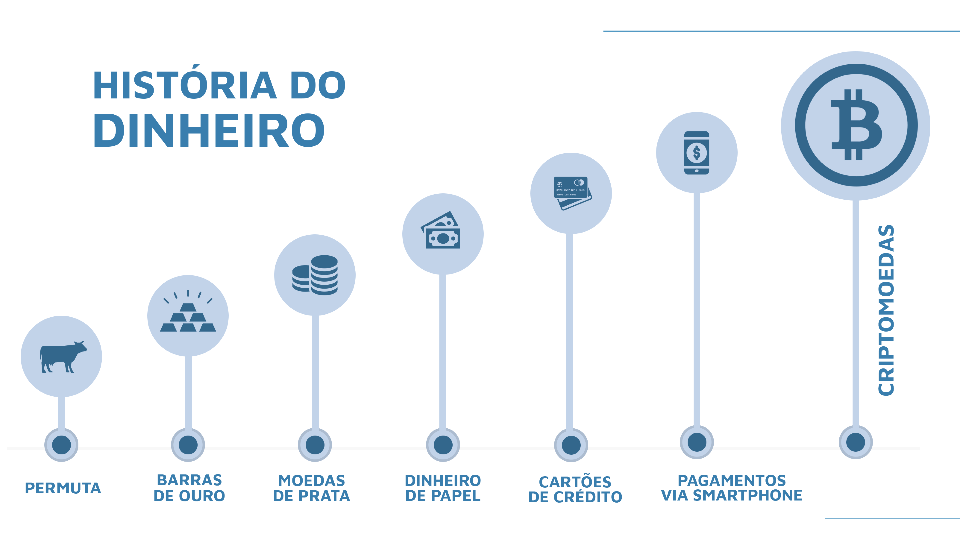 HISTÓRIA DO
DINHEIRO
CRIPTOMOEDAS
PERMUTA
BARRAS
DE OURO
MOEDAS
DE PRATA
DINHEIRO
DE PAPEL
CARTÕES
DE CRÉDITO
PAGAMENTOS
VIA SMARTPHONE